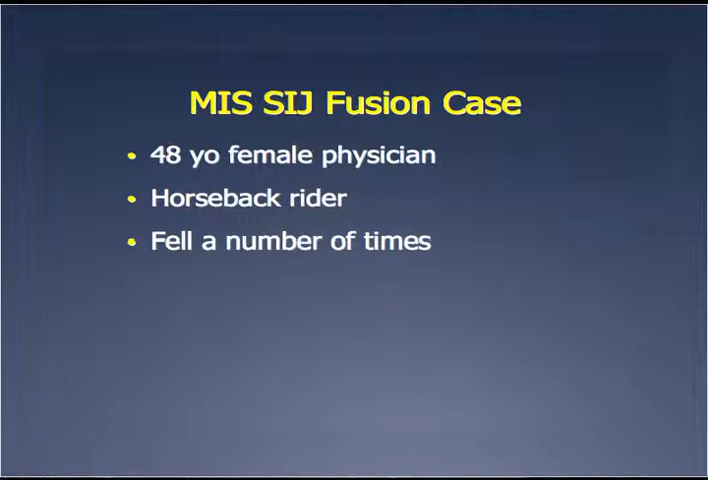 MIS SIJ Fusion Case
• 48 yo female physician
• Horseback rider
• Fell a number of times